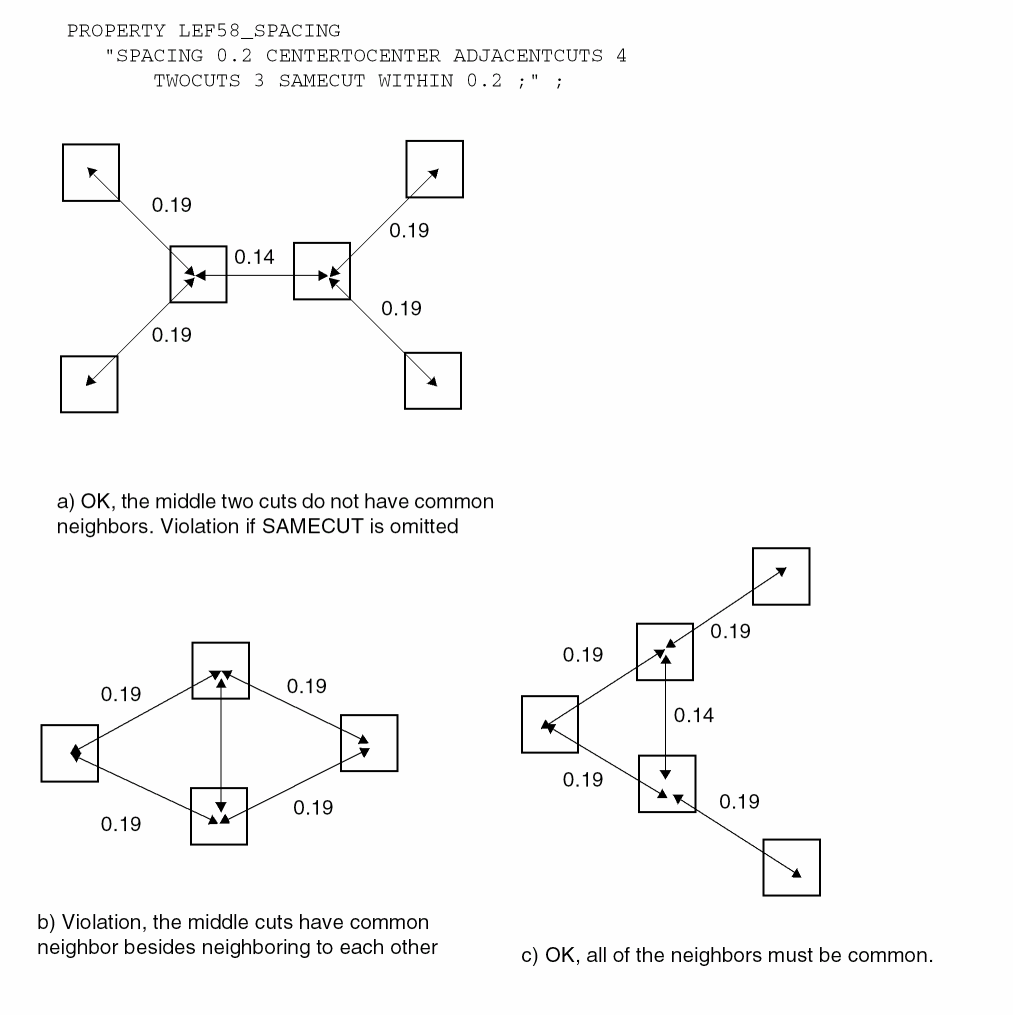 PROPERTY LEF58_SPACING
"SPACING 0.2 CENTERTOCENTER ADJACENTCUTS 4
TWOCUTS 3 SAMECUT WITHIN 0.2 ;" ;
0.19
0.19
0.14
0.19
0.19
a) OK, the middle two cuts do not have common
neighbors. Violation if SAMECUT is omitted
0.19
0.19
0.19
0.19
b) Violation, the middle cuts have common
neighbor besides neighboring to each other
0.19
0.19
0.14
0.19
0.19
c) OK, all of the neighbors must be common.